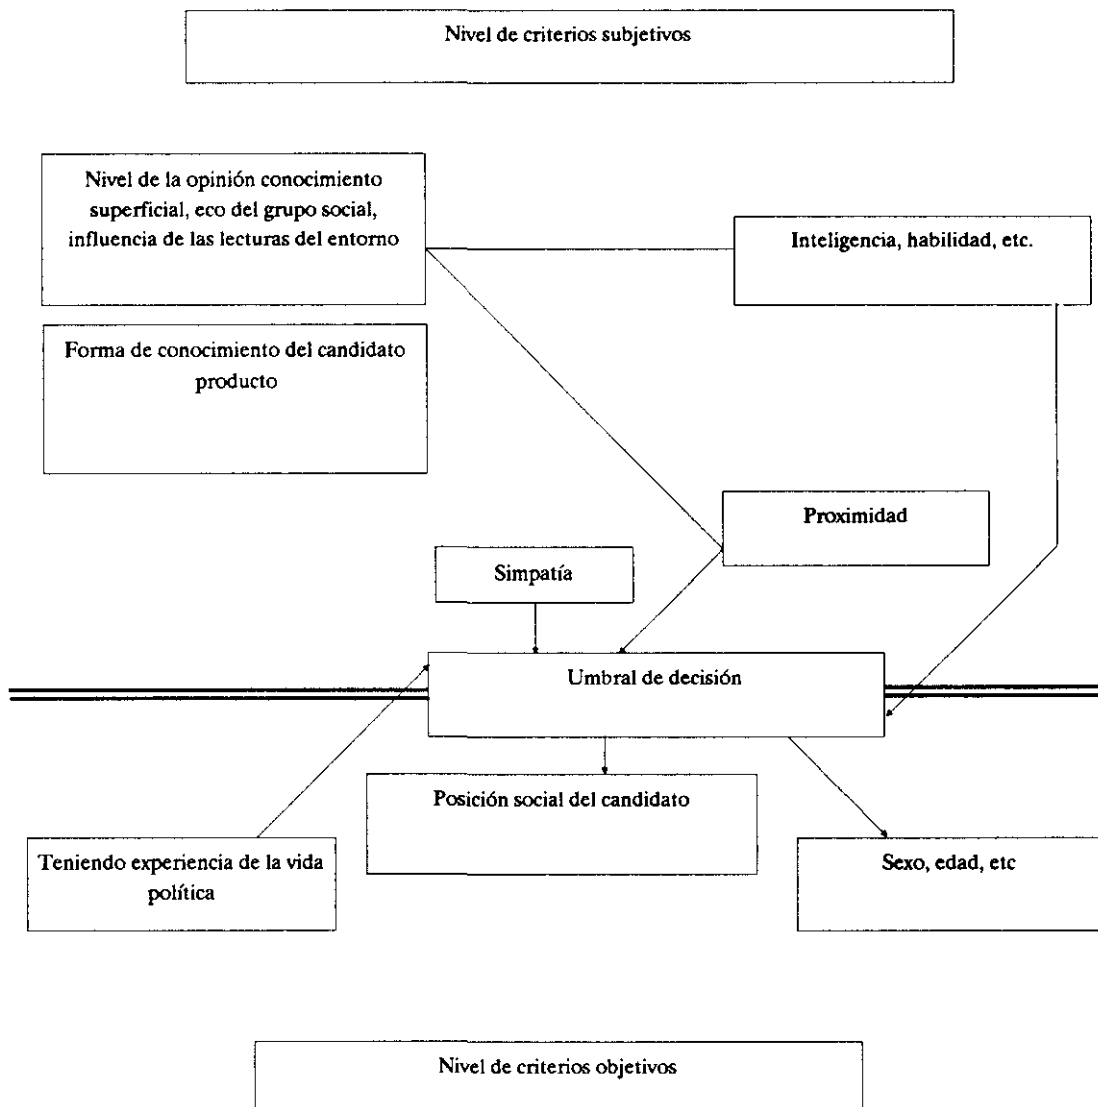 Nivel de criterios subjetivos
Nivel de la opinión conocimiento
superficial, eco del grupo social,
influencia de las lecturas del entorno
Inteligencia, habilidad, etc.
Forma de conocimiento del candidato
producto
Proximidad
Simpatía
Umbral de decisión
Posición social del candidato
Teniendo experiencia de la vida
política
Sexo, edad, etc
Nivel de criterios objetivos